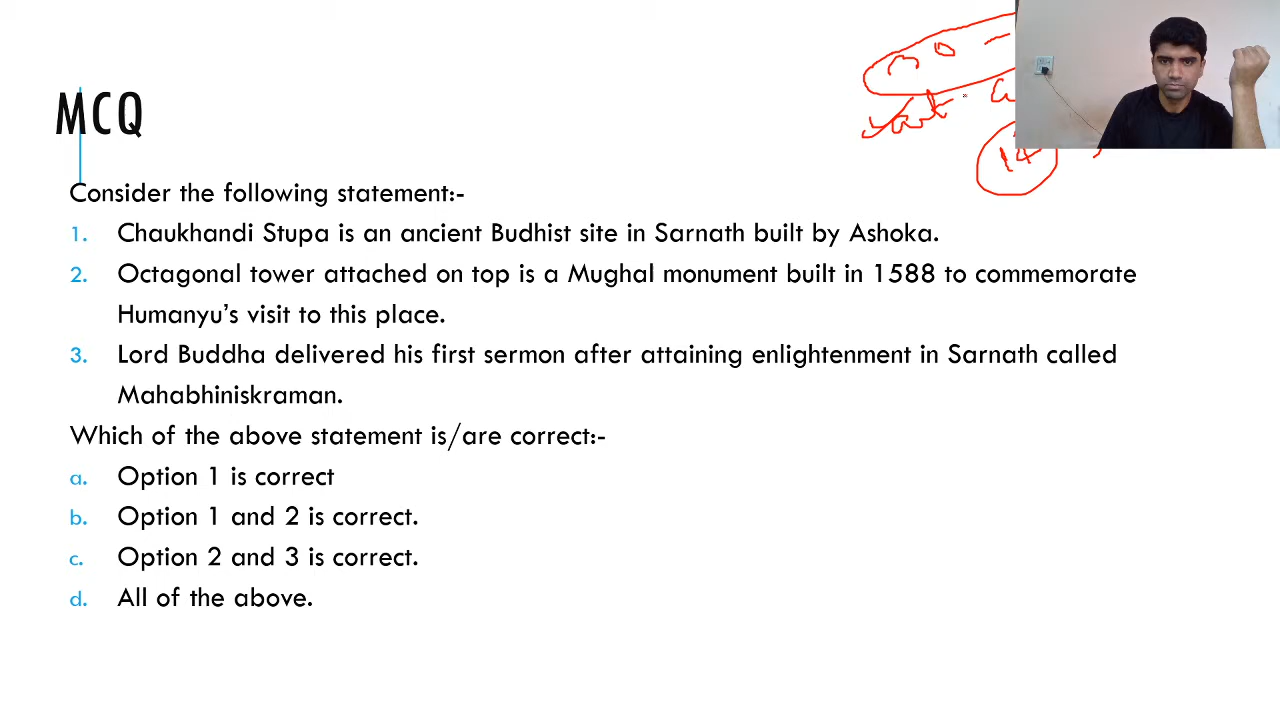 MCQ
Consider the following statement:-
1. Chaukhandi Stupa is an ancient Budhist site in Sarnath built by Ashoka.
2. Octagonal tower attached on top is a Mughal monument built in 1588 to commemorate
Humanyu’s visit to this place.
3. Lord Buddha delivered his first sermon after attaining enlightenment in Sarnath called
Mahabhiniskraman.
Which of the above statement is/are correct:-
a. Option 1 is correct
b. Option 1 and 2 is correct.
c. Option 2 and 3 is correct.
d. All of the above.
14